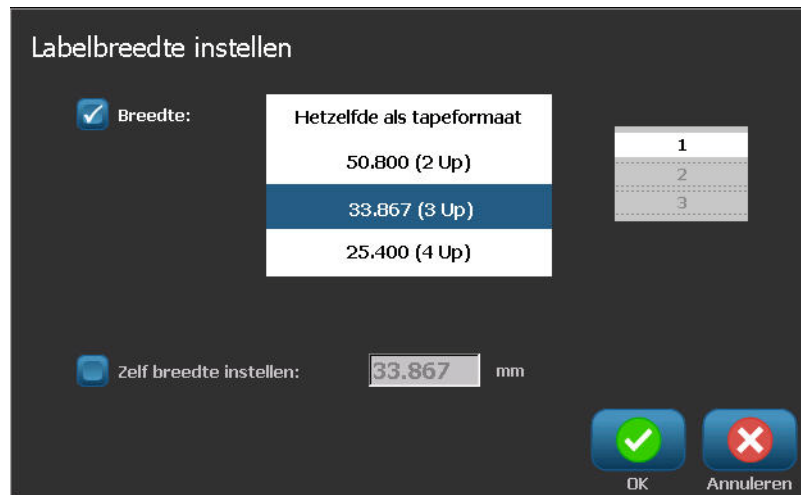 Labelbreedte instellen
Breedte:
Hetzelfde als tapeformaat
50.800 (2 Up)
33.867 (3 Up)
25.400 (4 Up)
1
2
3
Zelf breedte instellen:
33.867 mm
OK
Annuleren